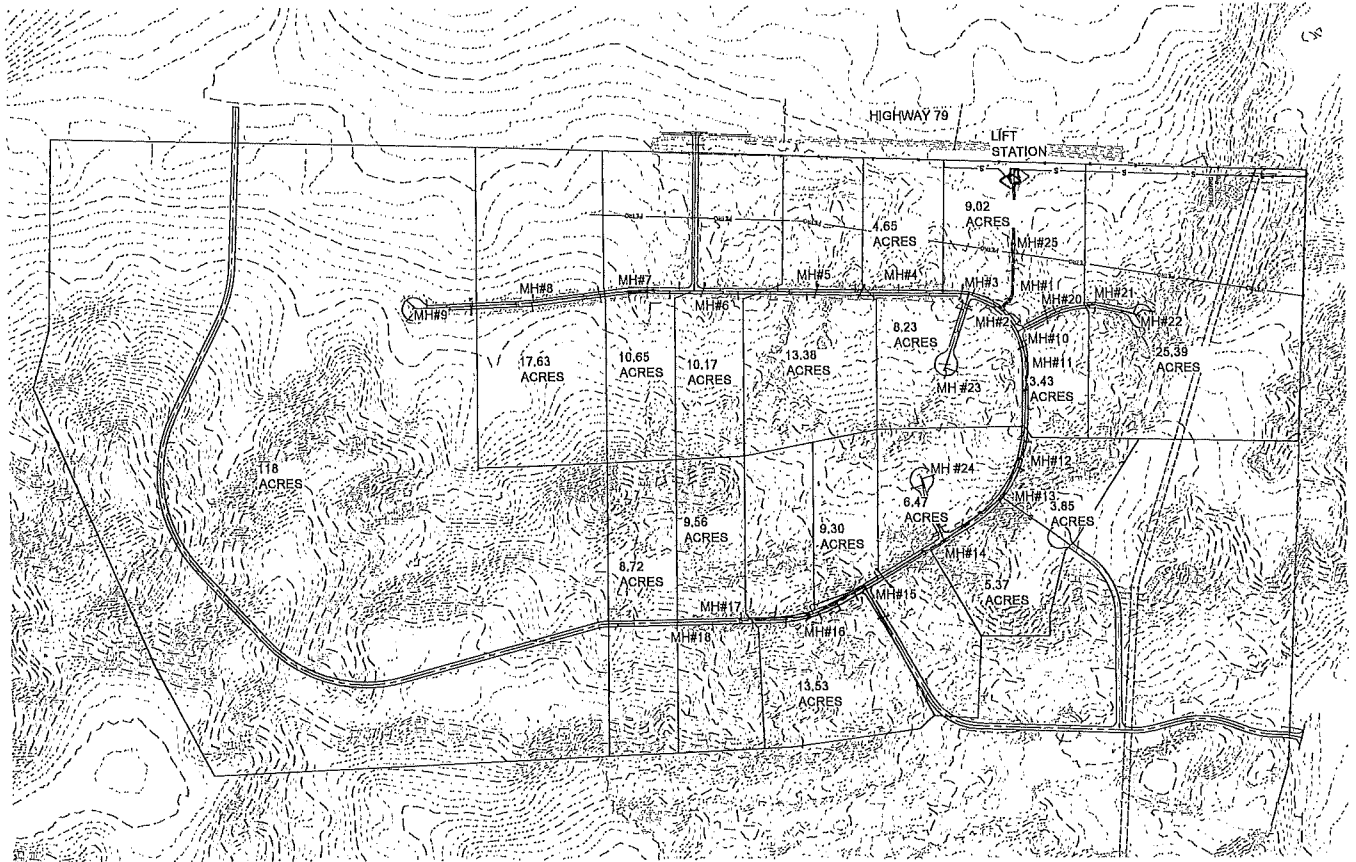 HIGHWAY 79
LIFT
STATION
9.02
ACRES
4.65
ACRES
PETRO
PETRO
PETRO
S
S
S
S
MH#25
MH#8
MH#7
MH#5
MH#4
MH#3
MH#1
MH#20
MH#21
MH#9
MH#6
MH#2
MH#22
MH#10
8.23
ACRES
17.63
ACRES
10.65
ACRES
10.17
ACRES
13.38
ACRES
MH#11
25.39
ACRES
MH #23
3.43
ACRES
118
ACRES
MH #24
MH#12
6.47
ACRES
MH#13
3.85
ACRES
9.56
ACRES
9.30
ACRES
MH#14
8.72
ACRES
5.37
ACRES
MH#15
MH#17
MH#18
MH#16
13.53
ACRES